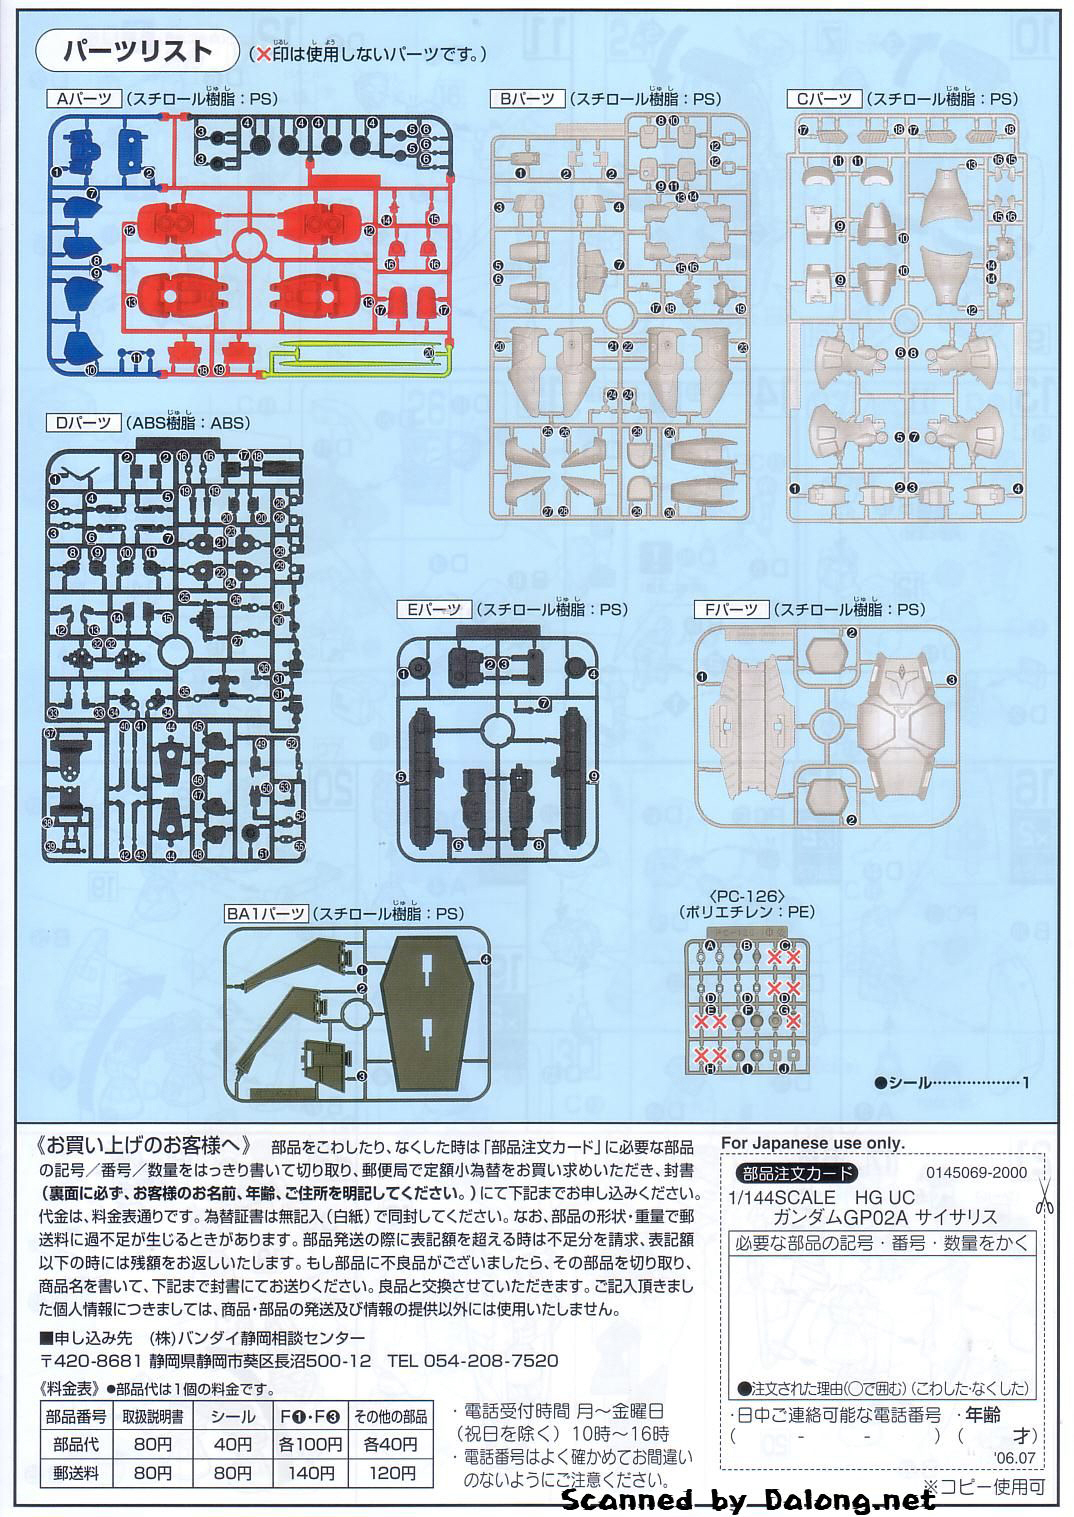 パーツリスト (×印は使用しないパーツです。)
Aパーツ (スチロール樹脂：PS)
Bパーツ (スチロール樹脂：PS)
Cパーツ (スチロール樹脂：PS)
Dパーツ (ABS樹脂：ABS)
Eパーツ (スチロール樹脂：PS)
Fパーツ (スチロール樹脂：PS)
BA1パーツ (スチロール樹脂：PS)
〈PC-126〉
(ポリエチレン：PE)
●シール………………1
《お買い上げのお客様へ》 部品をこわしたり、なくした時は「部品注文カード」に必要な部品
の記号／番号／数量をはっきり書いて切り取り、郵便局で定額小為替をお買い求めいただき、封書
(裏面に必ず、お客様のお名前、年齢、ご住所を明記してください。)にて下記までお申し込みください。
代金は、料金表通りです。為替証書は無記入(白紙)で同封してください。なお、部品の形状・重量で郵
送料に過不足が生じるときがあります。部品発送の際に表記額を超える時は不足分を請求、表記額
以下の時には残額をお返しいたします。もし部品に不良品がございましたら、その部品を切り取り、
商品名を書いて、下記まで封書にてお送りください。良品と交換させていただきます。ご記入頂きまし
た個人情報につきましては、商品・部品の発送及び情報の提供以外には使用いたしません。
■申し込み先 (株)バンダイ静岡相談センター
〒420-8681 静岡県静岡市葵区長沼500-12 TEL 054-208-7520
《料金表》 ●部品代は1個の料金です。
部品番号 取扱説明書 シール F❶・F❸ その他の部品
部品代 80円 40円 各100円 各40円
郵送料 80円 80円 140円 120円
・電話受付時間 月～金曜日
(祝日を除く) 10時～16時
・電話番号はよく確かめてお間違い
のないようにご注意ください。
For Japanese use only.
部品注文カード 0145069-2000
1/144SCALE HG UC
ガンダムGP02A サイサリス
必要な部品の記号・番号・数量をかく
●注文された理由(○で囲む) (こわした・なくした)
・日中ご連絡可能な電話番号 ・年齢
( - - ) ( 才)
'06.07
※コピー使用可
Scanned by Dalong.net